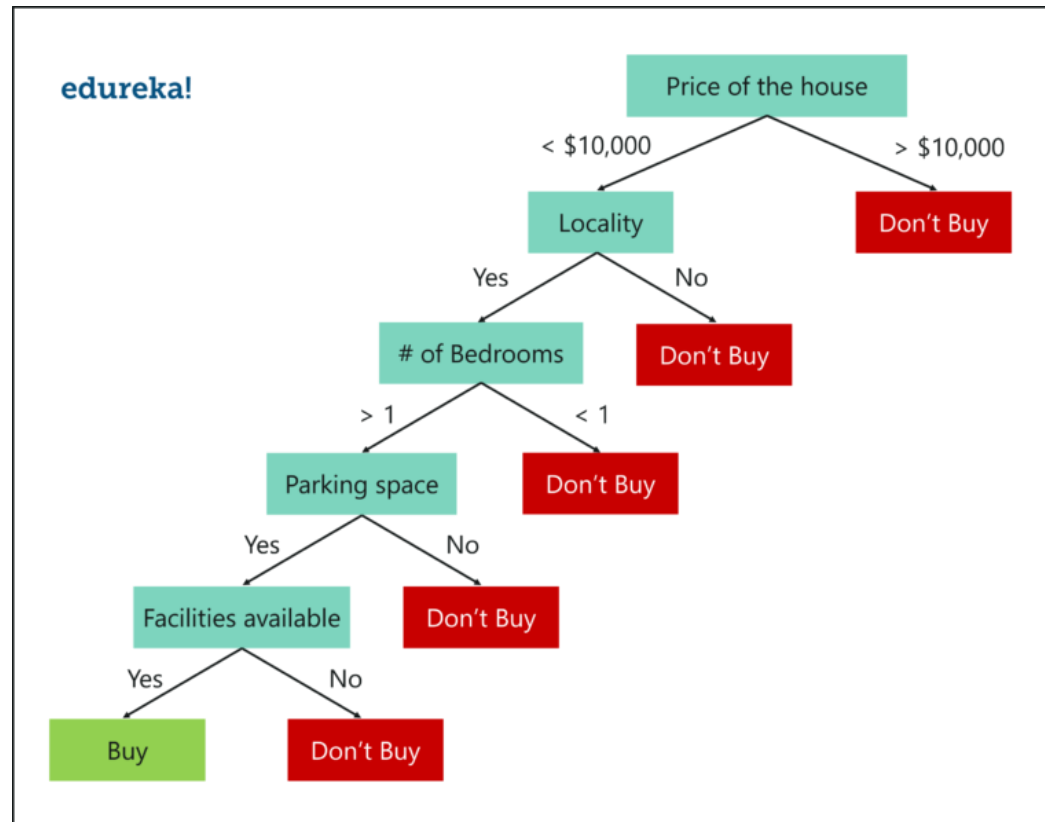 edureka!
Price of the house
< $10,000
> $10,000
Locality
Don't Buy
Yes
No
# of Bedrooms
Don't Buy
> 1
< 1
Parking space
Don't Buy
Yes
No
Facilities available
Don't Buy
Yes
No
Buy
Don't Buy